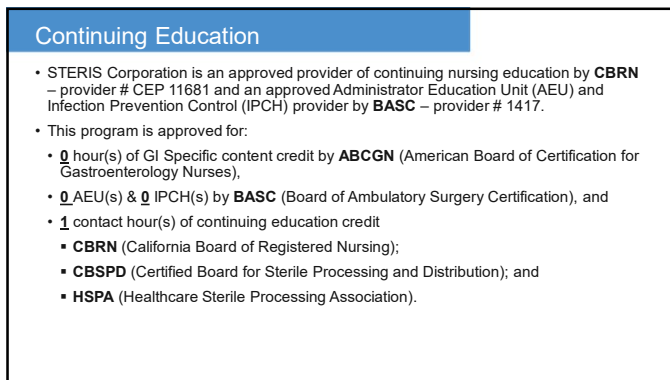 Continuing Education
• STERIS Corporation is an approved provider of continuing nursing education by CBRN
– provider # CEP 11681 and an approved Administrator Education Unit (AEU) and
Infection Prevention Control (IPCH) provider by BASC – provider # 1417.
• This program is approved for:
• 0 hour(s) of GI Specific content credit by ABCGN (American Board of Certification for
Gastroenterology Nurses),
• 0 AEU(s) & 0 IPCH(s) by BASC (Board of Ambulatory Surgery Certification), and
• 1 contact hour(s) of continuing education credit
▪ CBRN (California Board of Registered Nursing);
▪ CBSPD (Certified Board for Sterile Processing and Distribution); and
▪ HSPA (Healthcare Sterile Processing Association).